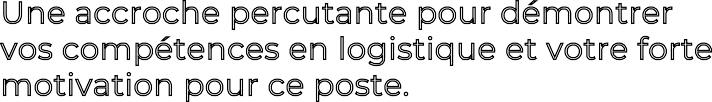 Une accroche percutante pour démontrer
vos compétences en logistique et votre forte
motivation pour ce poste.